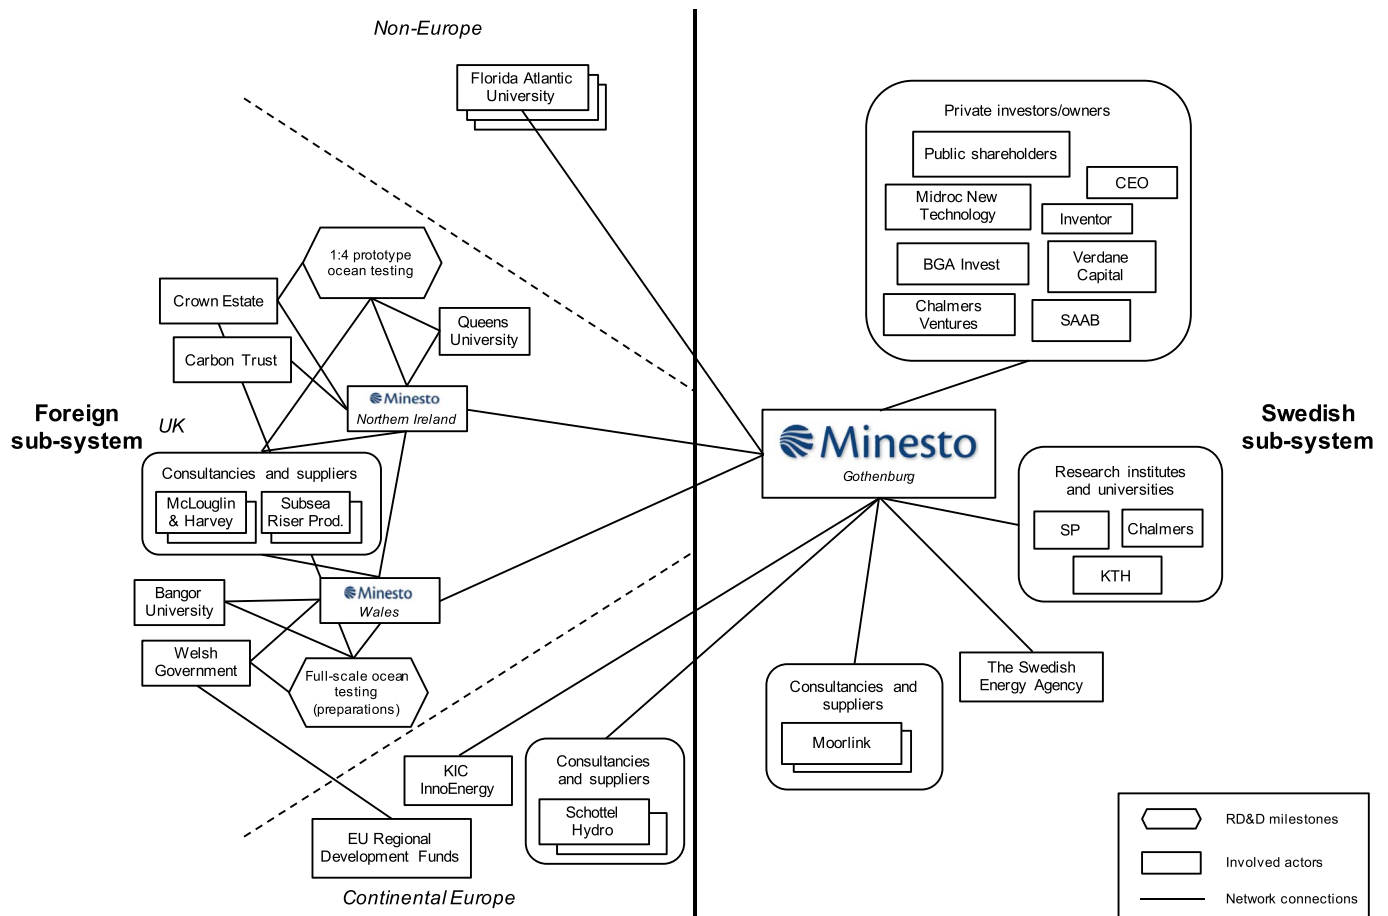 Non-Europe
Florida Atlantic
University
Private investors/owners
Public shareholders
CEO
Midroc New
Technology
Inventor
BGA Invest
Verdane
Capital
Chalmers
Ventures
SAAB
1:4 prototype
ocean testing
Crown Estate
Queens
University
Carbon Trust
Minesto
Northern Ireland
Foreign
sub-system
UK
Minesto
Gothenburg
Swedish
sub-system
Consultancies and suppliers
McLouglin
& Harvey
Subsea
Riser Prod.
Research institutes
and universities
SP
Chalmers
KTH
Bangor
University
Minesto
Wales
Welsh
Government
Full-scale ocean
testing
(preparations)
Consultancies and
suppliers
Moorlink
The Swedish
Energy Agency
KIC
InnoEnergy
Consultancies
and suppliers
Schottel
Hydro
EU Regional
Development Funds
Continental Europe
RD&D milestones
Involved actors
Network connections